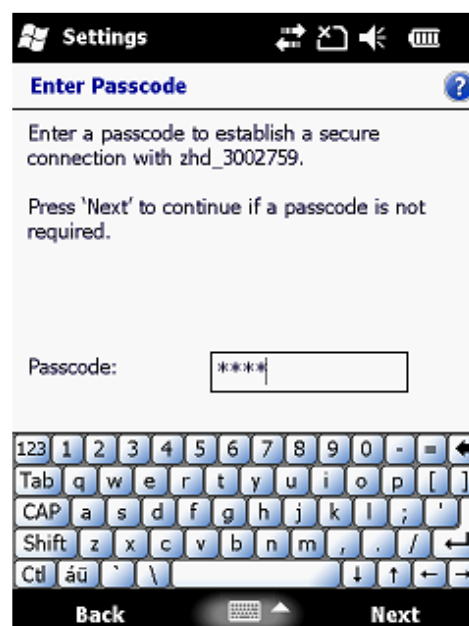 Settings
Enter Passcode
?
Enter a passcode to establish a secure
connection with zhd_3002759.
Press 'Next' to continue if a passcode is not
required.
Passcode: ****
123 1 2 3 4 5 6 7 8 9 0 - =
Tab q w e r t y u i o p [ ]
CAP a s d f g h j k l ; '
Shift z x c v b n m , . /
Ctl áü ` \ ↓ ↑ ← →
Back Next